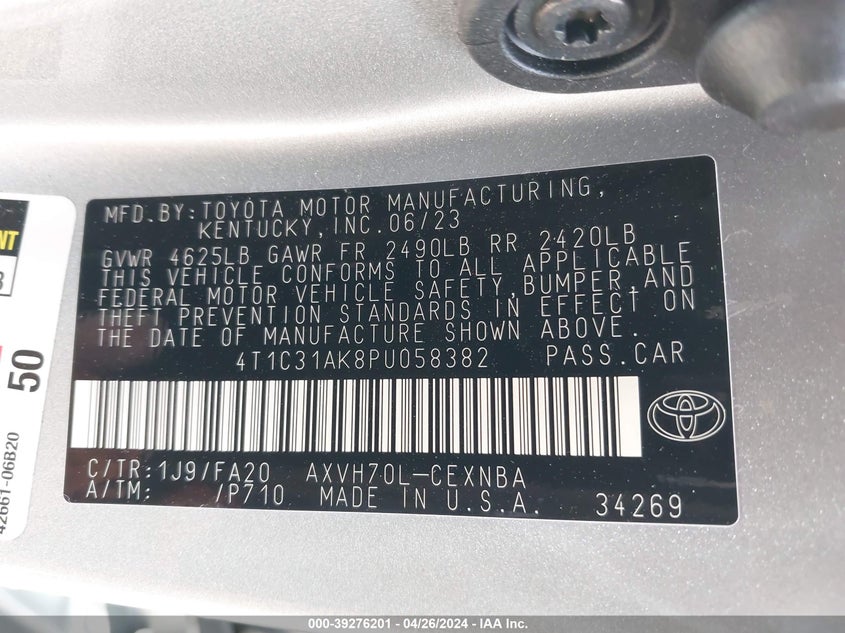 MFD.BY:TOYOTA MOTOR MANUFACTURING,
KENTUCKY,INC.06/23
GVWR 4625LB GAWR FR 2490LB RR 2420LB
THIS VEHICLE CONFORMS TO ALL APPLICABLE
FEDERAL MOTOR VEHICLE SAFETY,BUMPER,AND
THEFT PREVENTION STANDARDS IN EFFECT ON
THE DATE OF MANUFACTURE SHOWN ABOVE.
4T1C31AK8PU058382 PASS.CAR
C/TR:1J9/FA20 AXVH70L-CEXNBA
A/TM: /P710 MADE IN U.S.A. 34269
50
42661-06B20
000-39276201 - 04/26/2024 - IAA Inc.